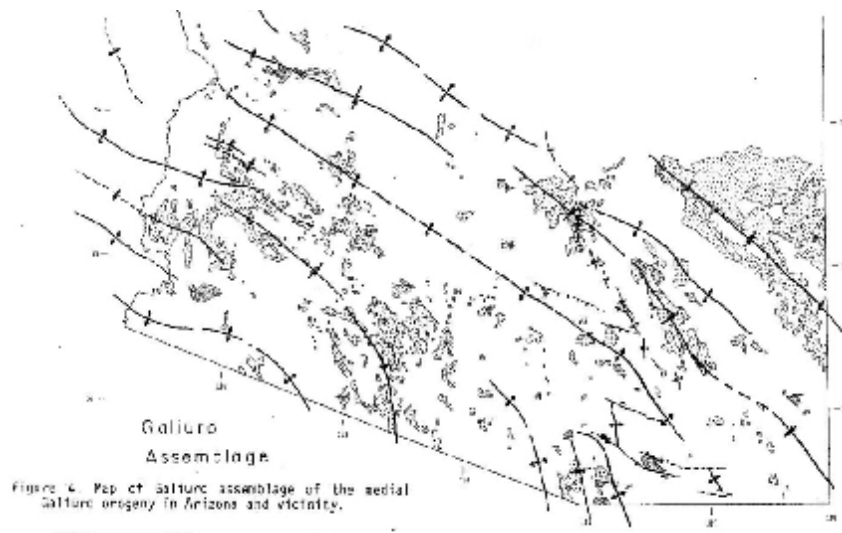 Galiuro
Assemblage
Figure 4. Map of Galiuro assemblage of the medial
Galiuro orogeny in Arizona and vicinity.